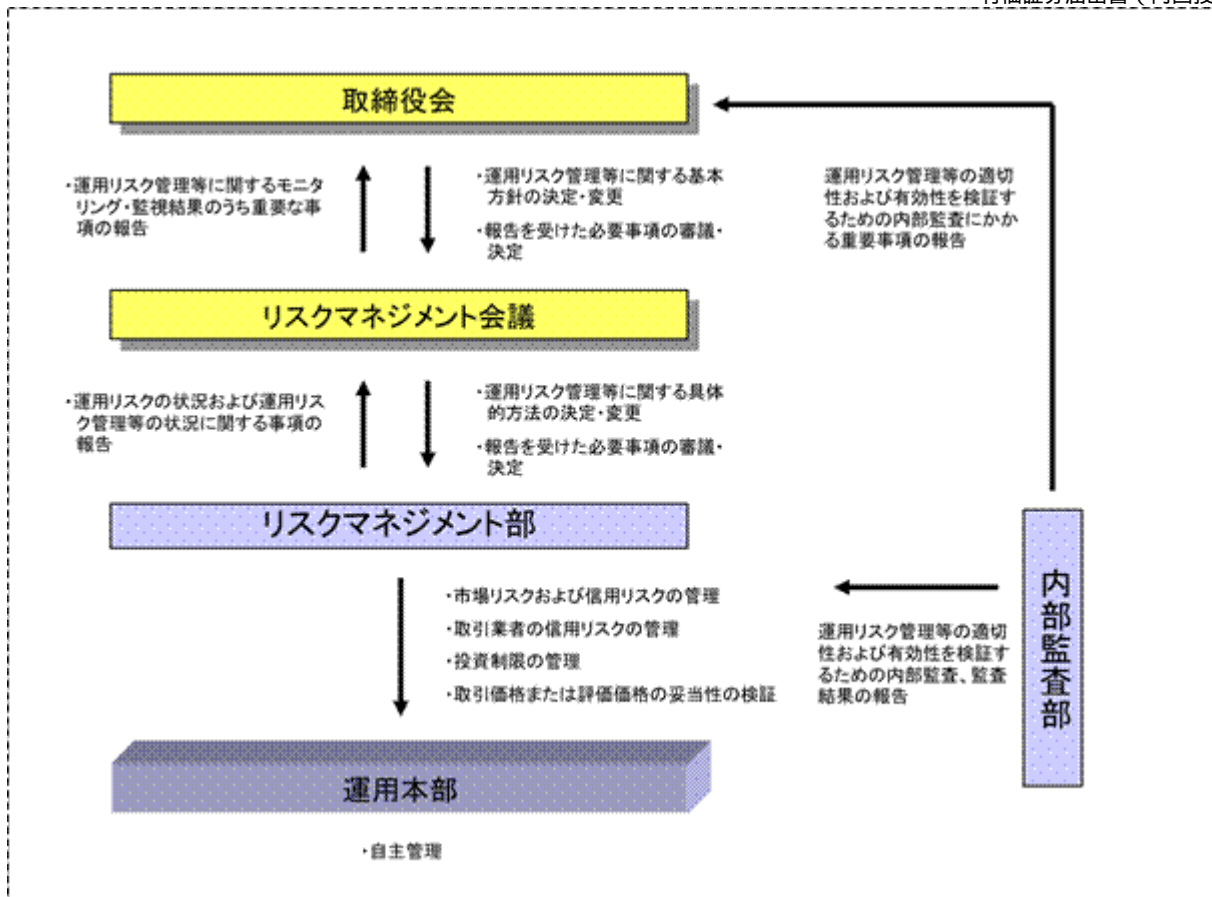 取締役会
・運用リスク管理等に関するモニタ
リング・監視結果のうち重要な事
項の報告
・運用リスク管理等に関する基本
方針の決定・変更
・報告を受けた必要事項の審議・
決定
運用リスク管理等の適切
性および有効性を検証す
るための内部監査にかか
る重要事項の報告
リスクマネジメント会議
・運用リスクの状況および運用リス
ク管理等の状況に関する事項の
報告
・運用リスク管理等に関する具体
的方法の決定・変更
・報告を受けた必要事項の審議・
決定
リスクマネジメント部
・市場リスクおよび信用リスクの管理
・取引業者の信用リスクの管理
・投資制限の管理
・取引価格または評価価格の妥当性の検証
運用リスク管理等の適切
性および有効性を検証す
るための内部監査、監査
結果の報告
内部監査部
運用本部
・自主管理